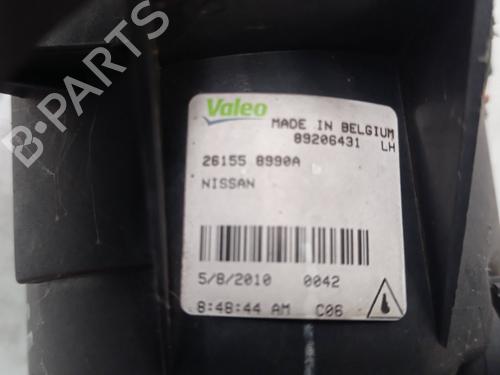 B-PARTS
Valeo
MADE IN BELGIUM
89206431 LH
26155 8990A
NISSAN
5/8/2010 0042
8:48:44 AM C06